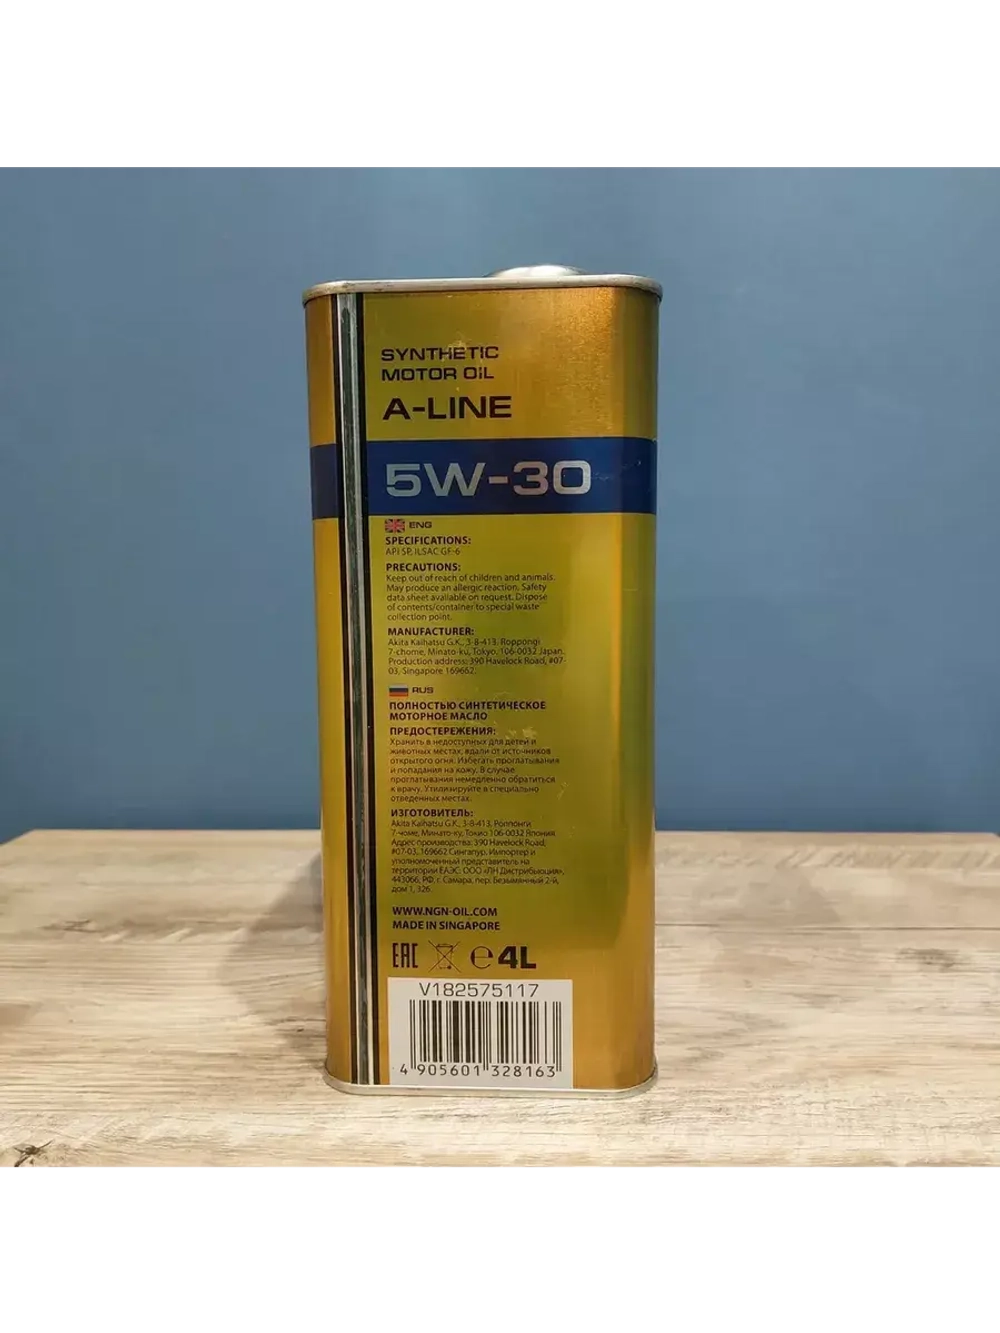 SYNTHETIC
MOTOR OIL
A-LINE
5W-30
ENG
SPECIFICATIONS:
API SP, ILSAC GF-6
PRECAUTIONS:
Keep out of reach of children and animals.
May produce an allergic reaction. Safety
data sheet available on request. Dispose
of contents/container to special waste
collection point.
MANUFACTURER:
Akita Kaihatsu G.K., 3-8-413, Roppongi
7-chome, Minato-ku, Tokyo, 106-0032 Japan.
Production address: 390 Havelock Road, #07-
03, Singapore 169662.
RUS
ПОЛНОСТЬЮ СИНТЕТИЧЕСКОЕ
МОТОРНОЕ МАСЛО
ПРЕДОСТЕРЕЖЕНИЯ:
Хранить в недоступных для детей и
животных местах, вдали от источников
открытого огня. Избегать проглатывания
и попадания на кожу. В случае
проглатывания немедленно обратиться
к врачу. Утилизируйте в специально
отведенных местах.
ИЗГОТОВИТЕЛЬ:
Akita Kaihatsu G.K., 3-8-413, Роппонги
7-чоме, Минато-ку, Токио 106-0032 Япония
Адрес производства: 390 Havelock Road,
#07-03, 169662 Сингапур. Импортер и
уполномоченный представитель на
территории ЕАЭС: ООО «ЛН Дистрибьюция»,
443066, РФ, г. Самара, пер. Безымянный 2-й,
дом 1, 326
WWW.NGN-OIL.COM
MADE IN SINGAPORE
EAC ℮ 4L
V182575117
4 905601 328163